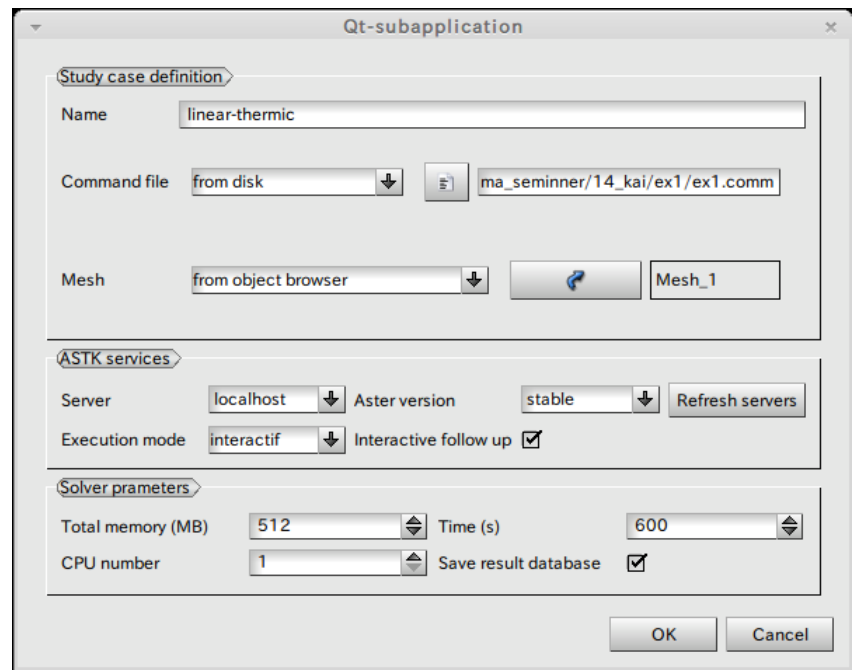 Qt-subapplication
Study case definition
Name linear-thermic
Command file from disk ma_seminner/14_kai/ex1/ex1.comm
Mesh from object browser Mesh_1
ASTK services
Server localhost Aster version stable Refresh servers
Execution mode interactif Interactive follow up
Solver prameters
Total memory (MB) 512 Time (s) 600
CPU number 1 Save result database
OK Cancel